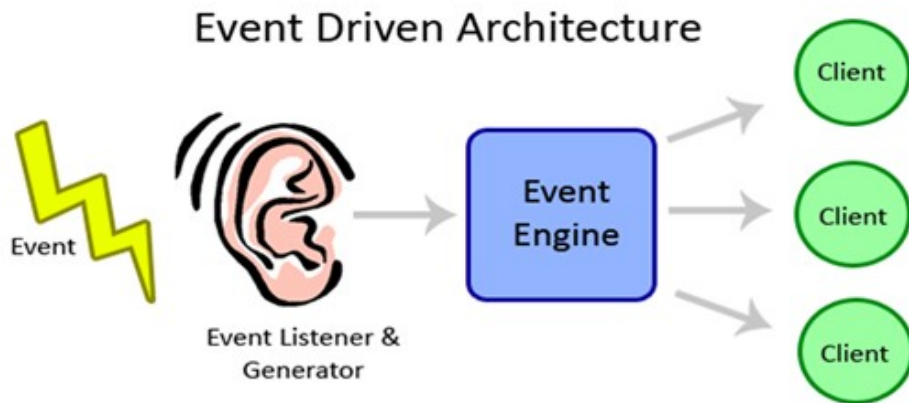 Event Driven Architecture
Event
Event Listener &
Generator
Event
Engine
Client
Client
Client